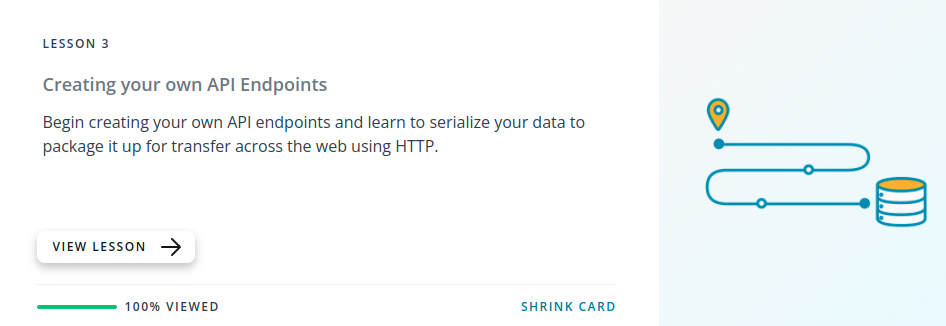 LESSON 3
Creating your own API Endpoints
Begin creating your own API endpoints and learn to serialize your data to
package it up for transfer across the web using HTTP.
VIEW LESSON
100% VIEWED
SHRINK CARD